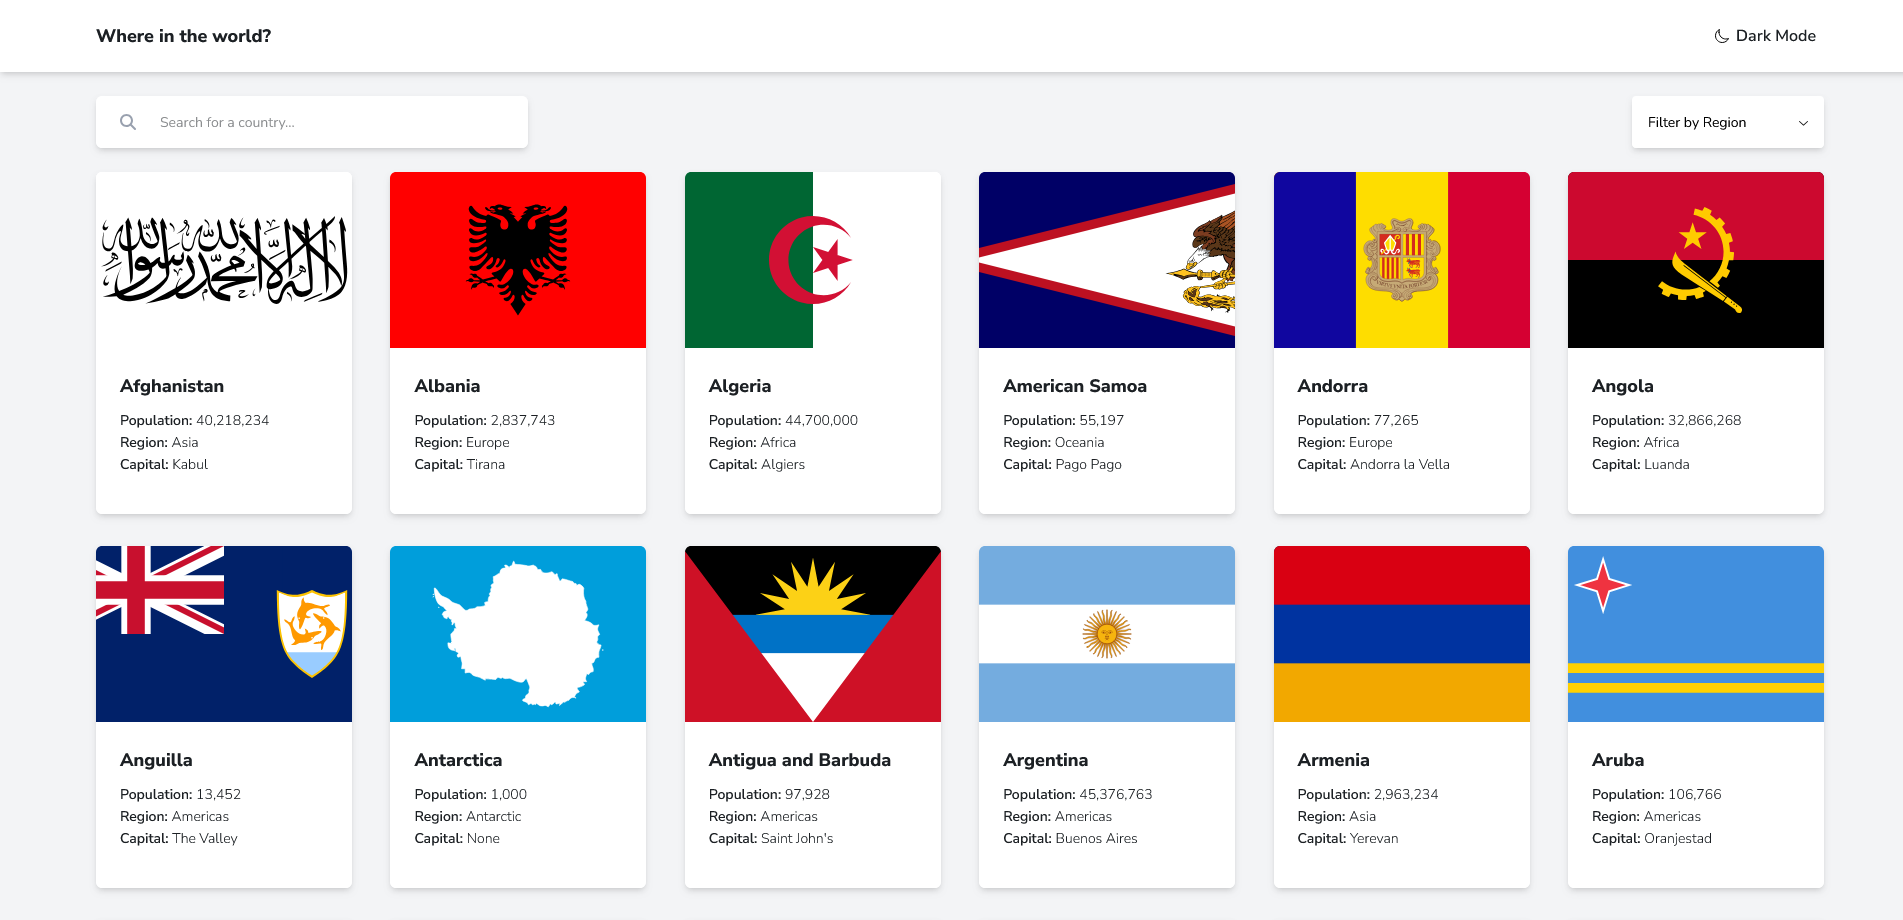 Where in the world?
Dark Mode
Search for a country...
Filter by Region
لا إله إلا الله محمد رسول الله
Afghanistan
Population: 40,218,234
Region: Asia
Capital: Kabul
Albania
Population: 2,837,743
Region: Europe
Capital: Tirana
Algeria
Population: 44,700,000
Region: Africa
Capital: Algiers
American Samoa
Population: 55,197
Region: Oceania
Capital: Pago Pago
Andorra
Population: 77,265
Region: Europe
Capital: Andorra la Vella
Angola
Population: 32,866,268
Region: Africa
Capital: Luanda
Anguilla
Population: 13,452
Region: Americas
Capital: The Valley
Antarctica
Population: 1,000
Region: Antarctic
Capital: None
Antigua and Barbuda
Population: 97,928
Region: Americas
Capital: Saint John's
Argentina
Population: 45,376,763
Region: Americas
Capital: Buenos Aires
Armenia
Population: 2,963,234
Region: Asia
Capital: Yerevan
Aruba
Population: 106,766
Region: Americas
Capital: Oranjestad